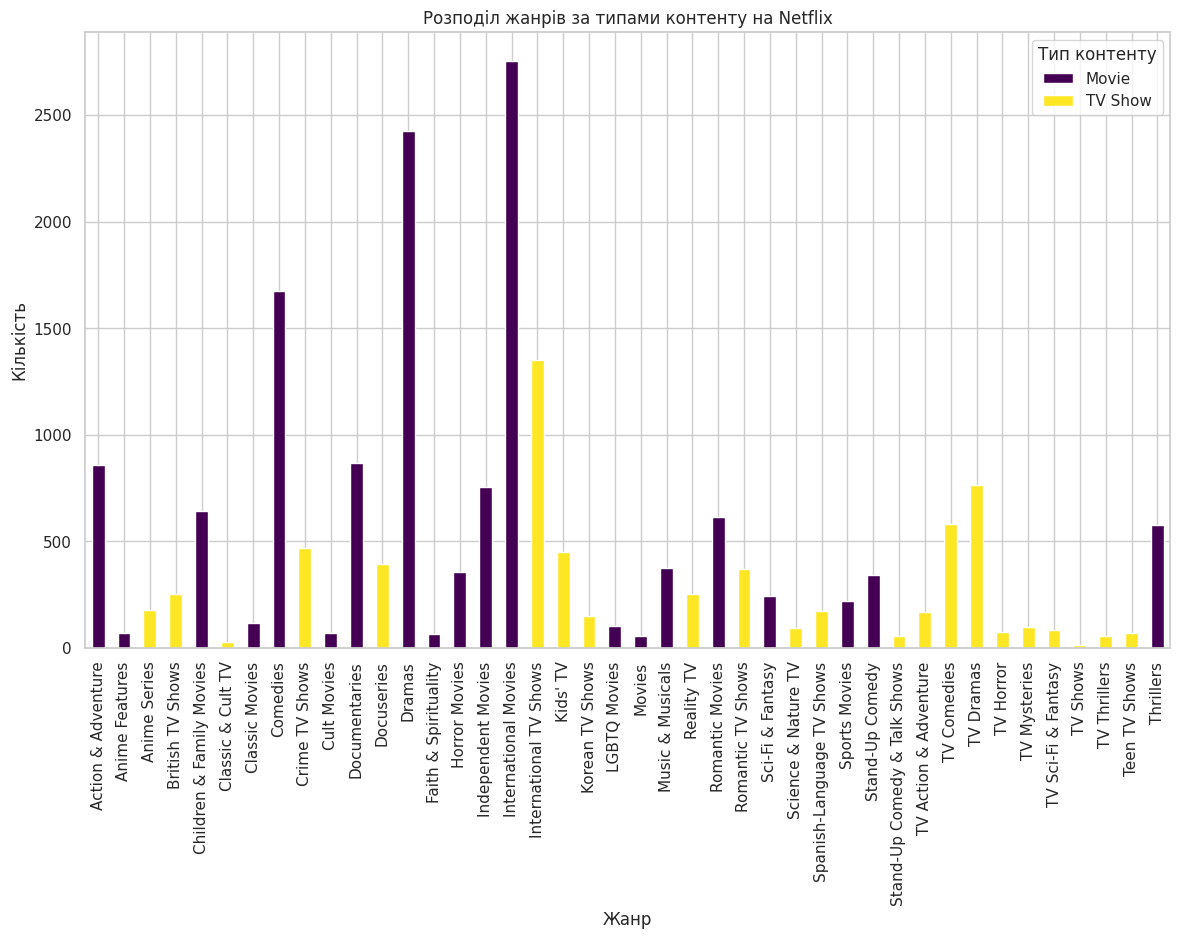 Розподіл жанрів за типами контенту на Netflix
Тип контенту
Movie
TV Show
Кількість
2500
2000
1500
1000
500
0
Action & Adventure
Anime Features
Anime Series
British TV Shows
Children & Family Movies
Classic & Cult TV
Classic Movies
Comedies
Crime TV Shows
Cult Movies
Documentaries
Docuseries
Dramas
Faith & Spirituality
Horror Movies
Independent Movies
International Movies
International TV Shows
Kids' TV
Korean TV Shows
LGBTQ Movies
Movies
Music & Musicals
Reality TV
Romantic Movies
Romantic TV Shows
Sci-Fi & Fantasy
Science & Nature TV
Spanish-Language TV Shows
Sports Movies
Stand-Up Comedy
Stand-Up Comedy & Talk Shows
TV Action & Adventure
TV Comedies
TV Dramas
TV Horror
TV Mysteries
TV Sci-Fi & Fantasy
TV Shows
TV Thrillers
Teen TV Shows
Thrillers
Жанр